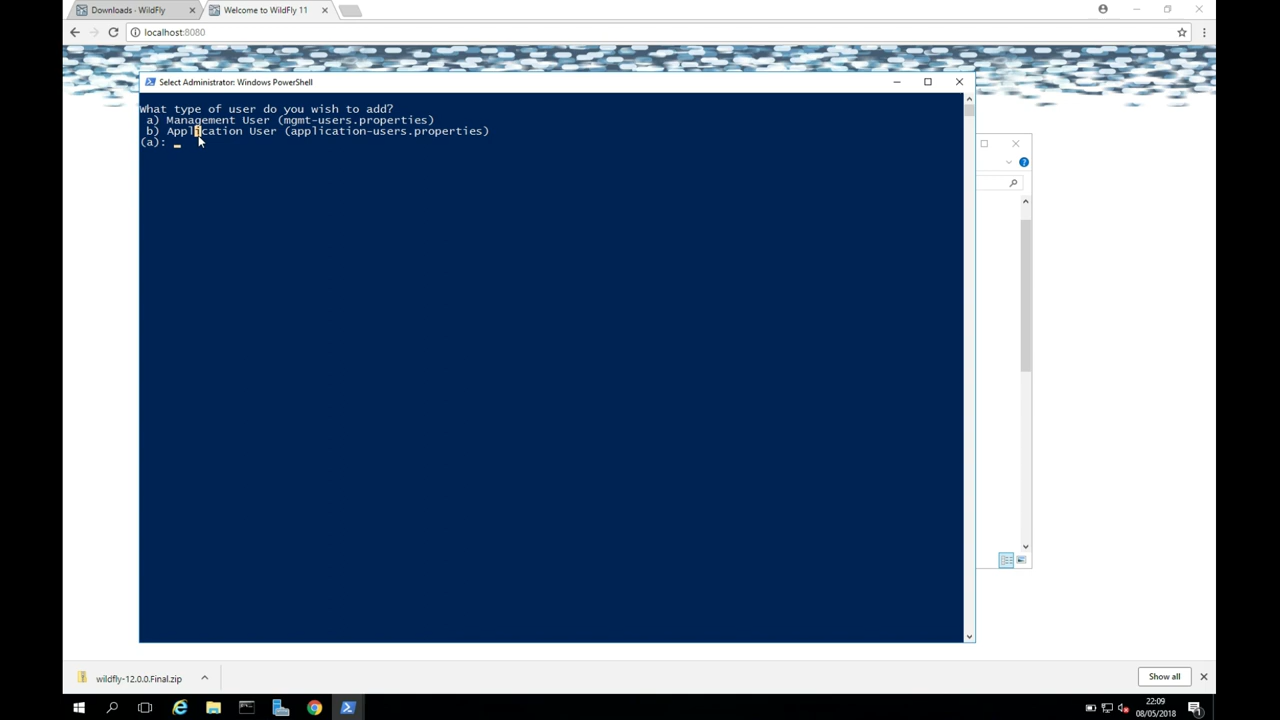 Downloads · WildFly
Welcome to WildFly 11
localhost:8080
Select Administrator: Windows PowerShell
What type of user do you wish to add?
a) Management User (mgmt-users.properties)
b) Application User (application-users.properties)
(a):
wildfly-12.0.0.Final.zip
Show all
22:09
08/05/2018
1